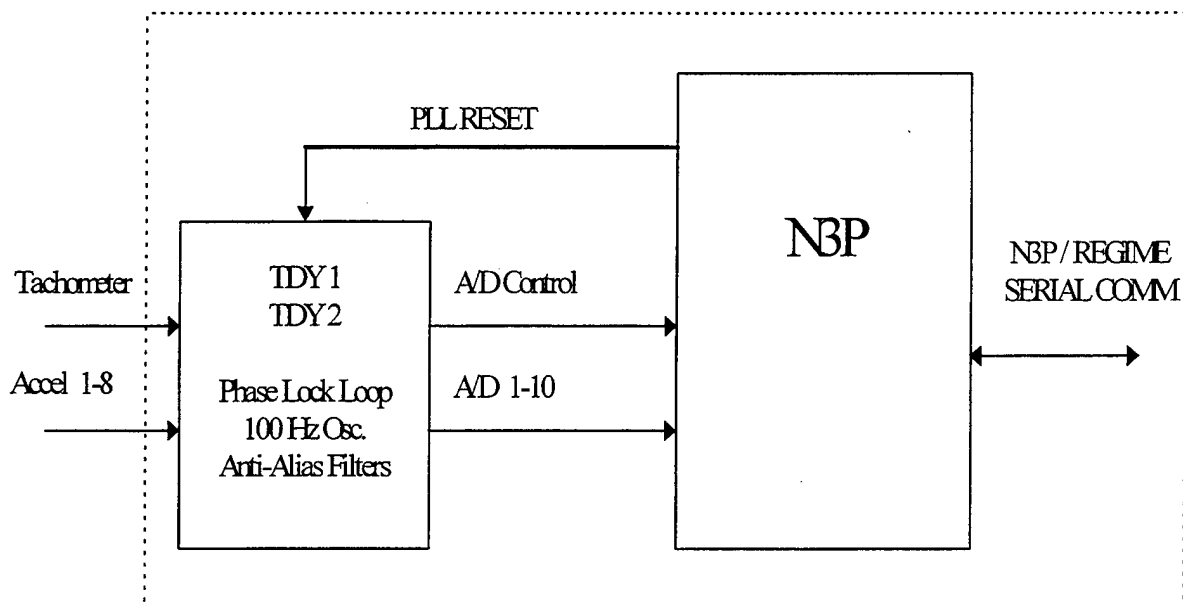 PLL RESET
N3P
Tachometer
Accel 1-8
TDY 1
TDY 2
Phase Lock Loop
100 Hz Osc.
Anti-Alias Filters
A/D Control
A/D 1-10
N3P / REGIME
SERIAL COMM